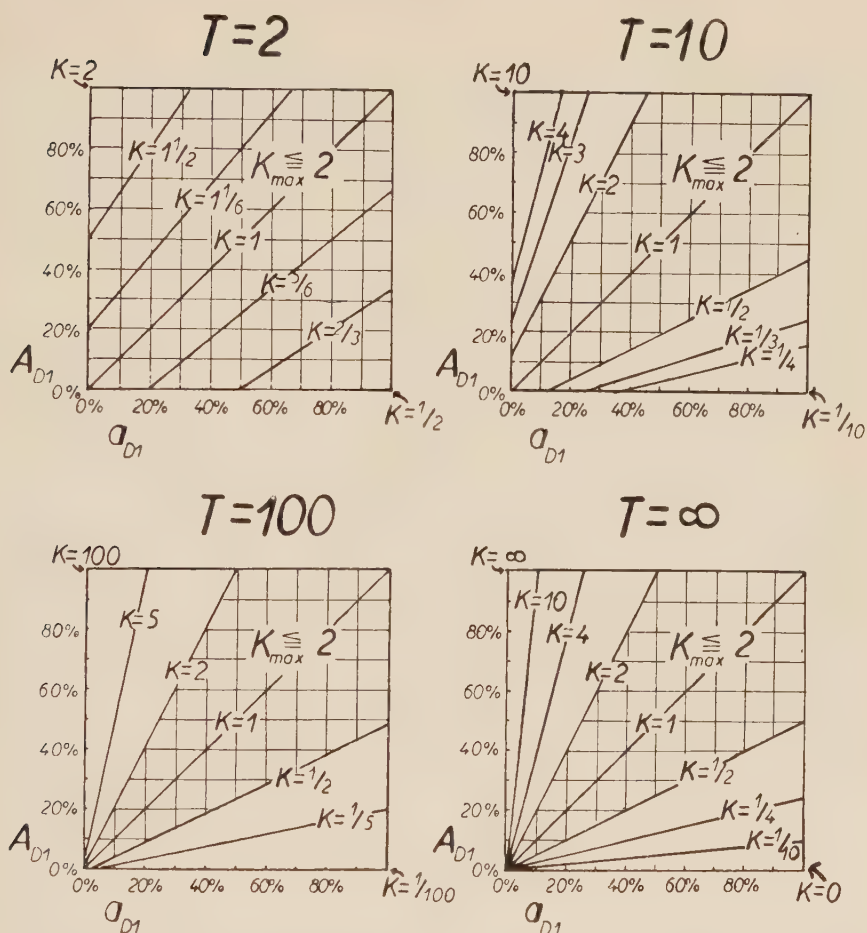 T=2
K=2
K=1 1/2
K=1 1/6
K=1
K=5/6
K=2/3
Kmax ≦ 2
80%
60%
40%
20%
0%
A D1
0% 20% 40% 60% 80%
K=1/2
a D1
T=10
K=10
K=4
K=3
K=2
K=1
K=1/2
K=1/3
K=1/4
Kmax ≦ 2
80%
60%
40%
20%
0%
A D1
0% 20% 40% 60% 80%
K=1/10
a D1
T=100
K=100
K=5
K=2
K=1
K=1/2
K=1/5
Kmax ≦ 2
80%
60%
40%
20%
0%
A D1
0% 20% 40% 60% 80%
K=1/100
a D1
T=∞
K=∞
K=10
K=4
K=2
K=1
K=1/2
K=1/4
K=1/10
Kmax ≦ 2
80%
60%
40%
20%
0%
A D1
0% 20% 40% 60% 80%
K=0
a D1